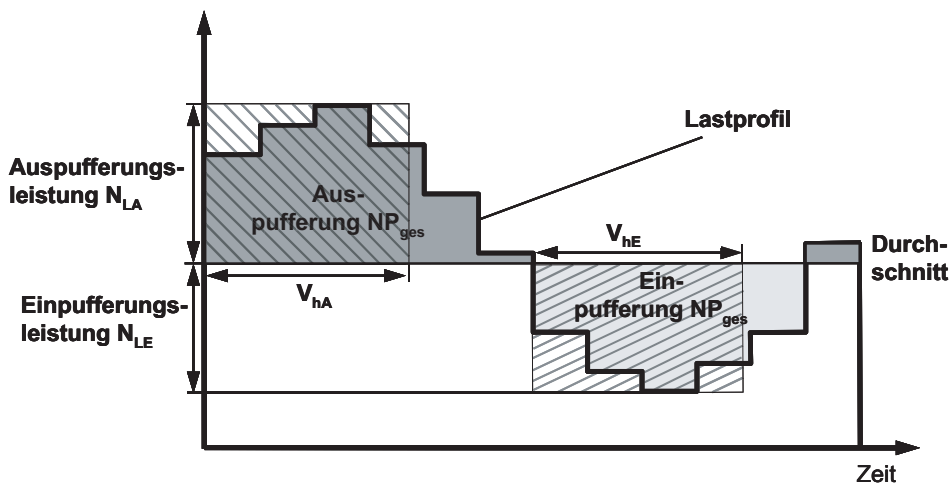 Lastprofil
Auspufferungs-
leistung N_LA
Aus-
pufferung NP_ges
V_hE
Durch-
schnitt
V_hA
Ein-
pufferung NP_ges
Einpufferungs-
leistung N_LE
Zeit